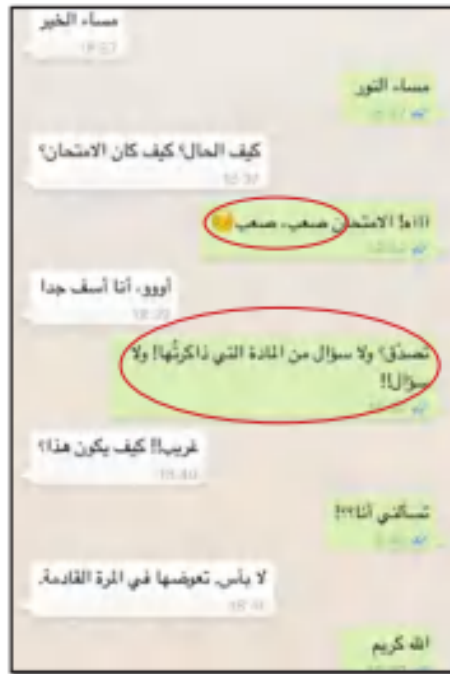 مساء الخير
مساء النور
كيف الحال؟ كيف كان الامتحان؟
اااه! الامتحان صعب، صعب
أووو، أنا أسف جدا
تصدّق؟ ولا سؤال من المادة التي ذاكرتُها! ولا
سؤال!!
غريب!! كيف يكون هذا؟
تسألني أنا؟؟!
لا بأس. تعوضها في المرة القادمة.
الله كريم